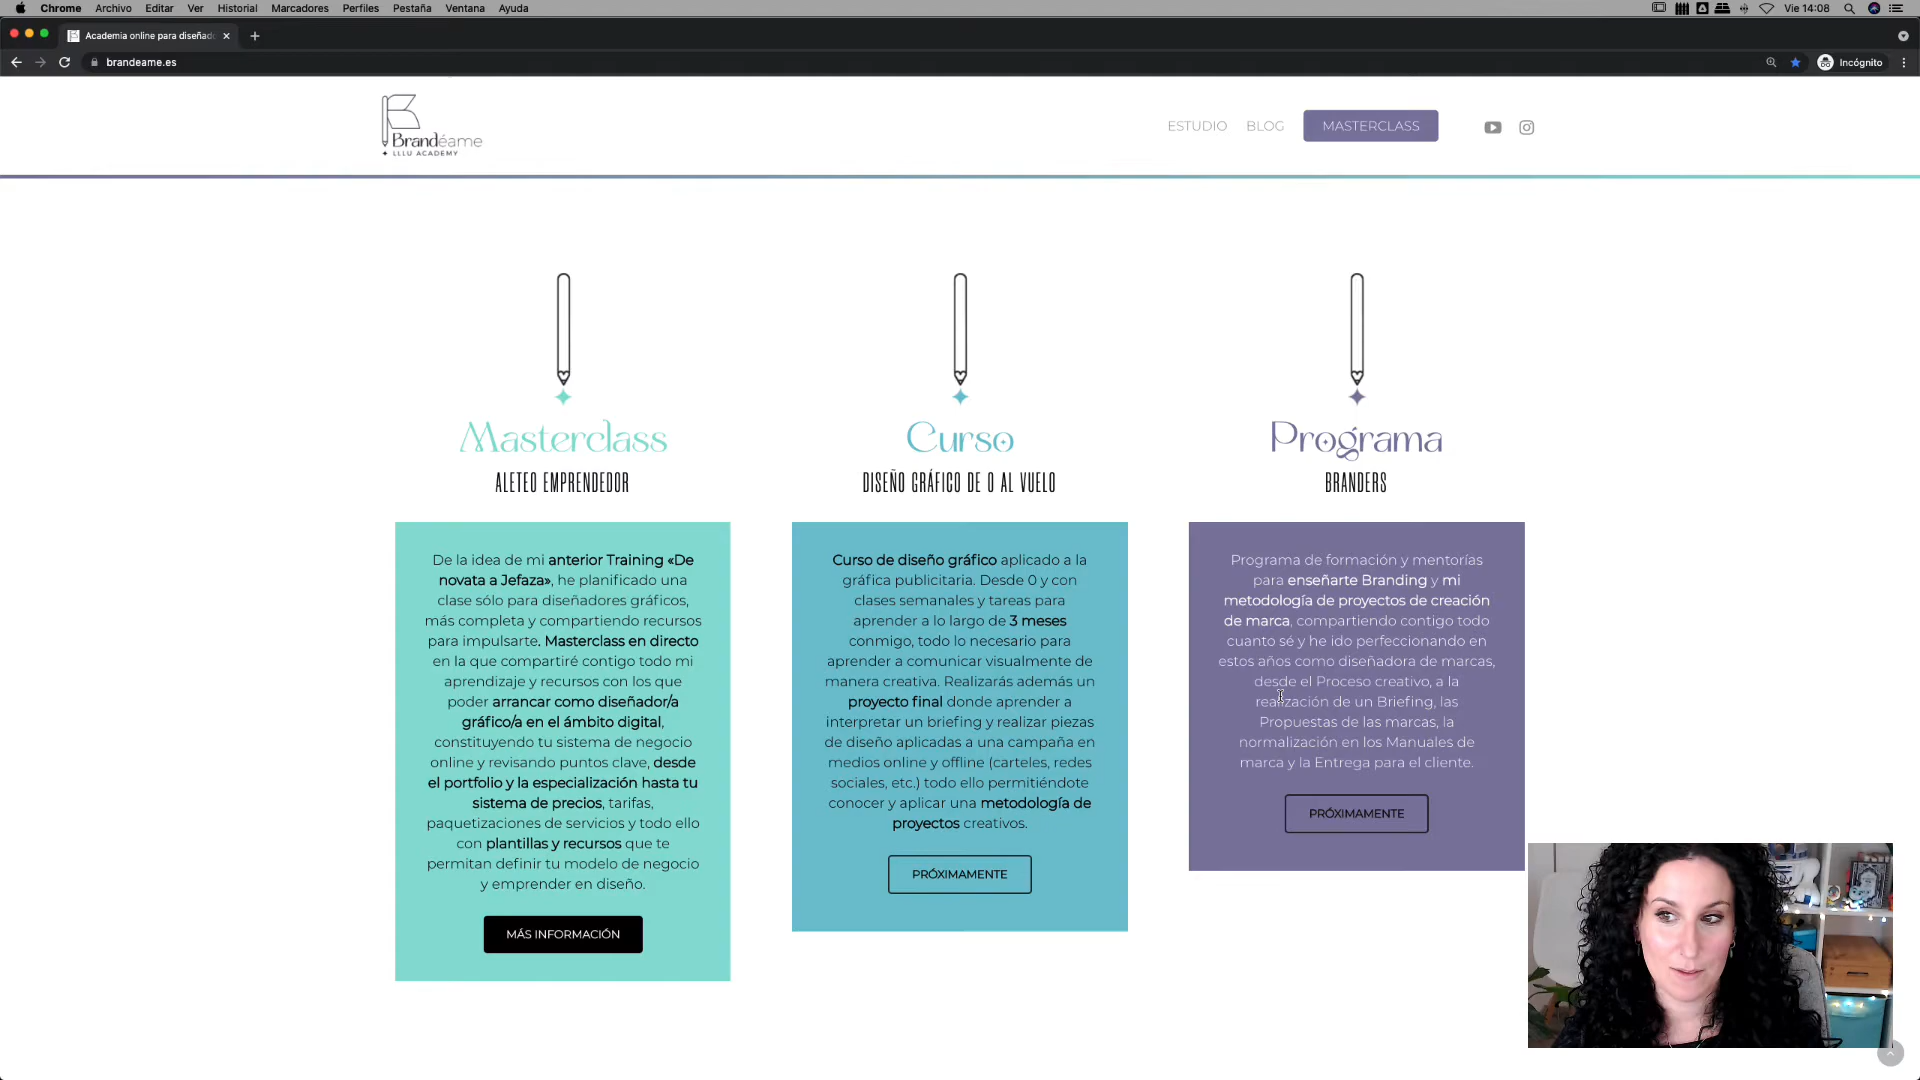 Chrome Archivo Editar Ver Historial Marcadores Perfiles Pestaña Ventana Ayuda
Vie 14:08
Academia online para diseñad
brandeame.es
Incógnito
Brandéame
LLLU ACADEMY
ESTUDIO BLOG MASTERCLASS
Masterclass
ALETEO EMPRENDEDOR
De la idea de mi anterior Training «De
novata a Jefaza», he planificado una
clase sólo para diseñadores gráficos,
más completa y compartiendo recursos
para impulsarte. Masterclass en directo
en la que compartiré contigo todo mi
aprendizaje y recursos con los que
poder arrancar como diseñador/a
gráfico/a en el ámbito digital,
constituyendo tu sistema de negocio
online y revisando puntos clave, desde
el portfolio y la especialización hasta tu
sistema de precios, tarifas,
paquetizaciones de servicios y todo ello
con plantillas y recursos que te
permitan definir tu modelo de negocio
y emprender en diseño.
MÁS INFORMACIÓN
Curso
DISEÑO GRÁFICO DE 0 AL VUELO
Curso de diseño gráfico aplicado a la
gráfica publicitaria. Desde 0 y con
clases semanales y tareas para
aprender a lo largo de 3 meses
conmigo, todo lo necesario para
aprender a comunicar visualmente de
manera creativa. Realizarás además un
proyecto final donde aprender a
interpretar un briefing y realizar piezas
de diseño aplicadas a una campaña en
medios online y offline (carteles, redes
sociales, etc.) todo ello permitiéndote
conocer y aplicar una metodología de
proyectos creativos.
PRÓXIMAMENTE
Programa
BRANDERS
Programa de formación y mentorías
para enseñarte Branding y mi
metodología de proyectos de creación
de marca, compartiendo contigo todo
cuanto sé y he ido perfeccionando en
estos años como diseñadora de marcas,
desde el Proceso creativo, a la
realización de un Briefing, las
Propuestas de las marcas, la
normalización en los Manuales de
marca y la Entrega para el cliente.
PRÓXIMAMENTE